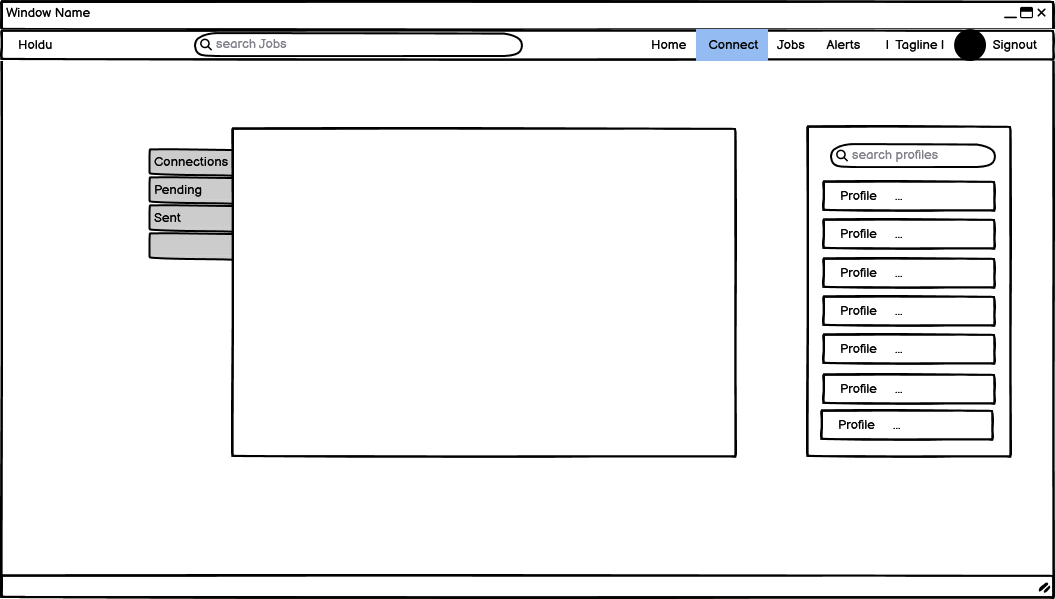 Window Name
Holdu
search Jobs
Home Connect Jobs Alerts | Tagline | Signout
Connections
Pending
Sent
search profiles
Profile ...
Profile ...
Profile ...
Profile ...
Profile ...
Profile ...
Profile ...